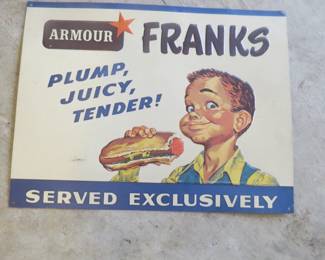 ARMOUR FRANKS
PLUMP,
JUICY,
TENDER!
SERVED EXCLUSIVELY